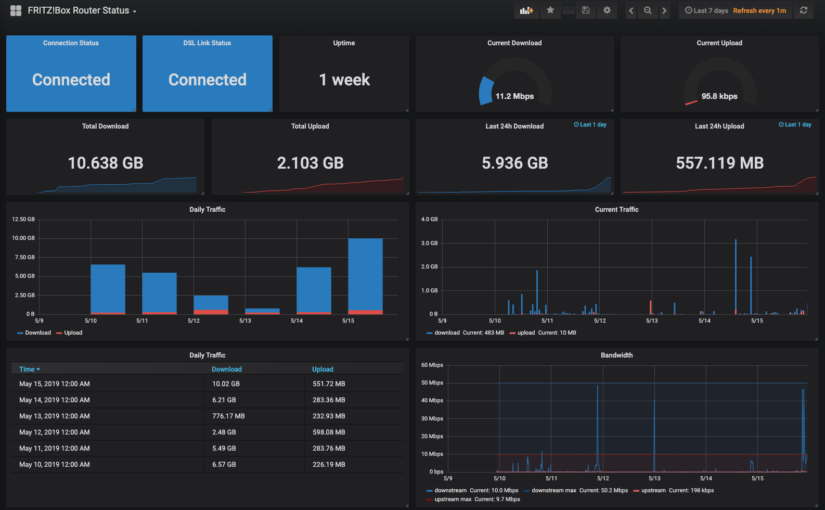 FRITZ!Box Router Status
Last 7 days Refresh every 1m
Connection Status
Connected
DSL Link Status
Connected
Uptime
1 week
Current Download
11.2 Mbps
Current Upload
95.8 kbps
Total Download
10.638 GB
Total Upload
2.103 GB
Last 24h Download
Last 1 day
5.936 GB
Last 24h Upload
Last 1 day
557.119 MB
Daily Traffic
12.50 GB
10.00 GB
7.50 GB
5.00 GB
2.50 GB
0 B
5/9 5/10 5/11 5/12 5/13 5/14 5/15
Download Upload
Current Traffic
4.0 GB
3.0 GB
2.0 GB
1.0 GB
0 B
5/9 5/10 5/11 5/12 5/13 5/14 5/15
download Current: 483 MB upload Current: 10 MB
Daily Traffic
Time Download Upload
May 15, 2019 12:00 AM 10.02 GB 551.72 MB
May 14, 2019 12:00 AM 6.21 GB 283.36 MB
May 13, 2019 12:00 AM 776.17 MB 232.93 MB
May 12, 2019 12:00 AM 2.48 GB 598.08 MB
May 11, 2019 12:00 AM 5.49 GB 283.76 MB
May 10, 2019 12:00 AM 6.57 GB 226.19 MB
Bandwidth
60 Mbps
50 Mbps
40 Mbps
30 Mbps
20 Mbps
10 Mbps
0 bps
5/9 5/10 5/11 5/12 5/13 5/14 5/15
downstream Current: 10.0 Mbps downstream max Current: 50.2 Mbps upstream Current: 198 kbps
upstream max Current: 9.7 Mbps